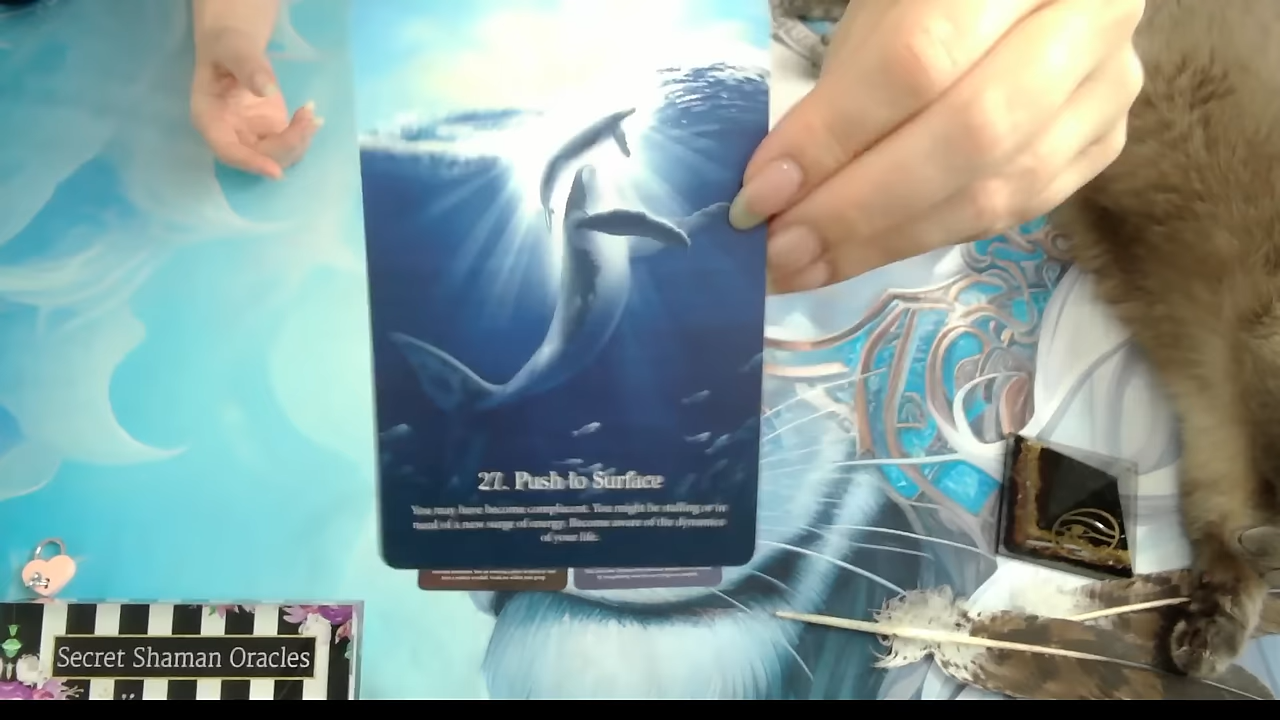 27. Push to Surface
You may have become complacent. You might be stalling or in
need of a new surge of energy. Become aware of the dynamics
of your life.
Secret Shaman Oracles